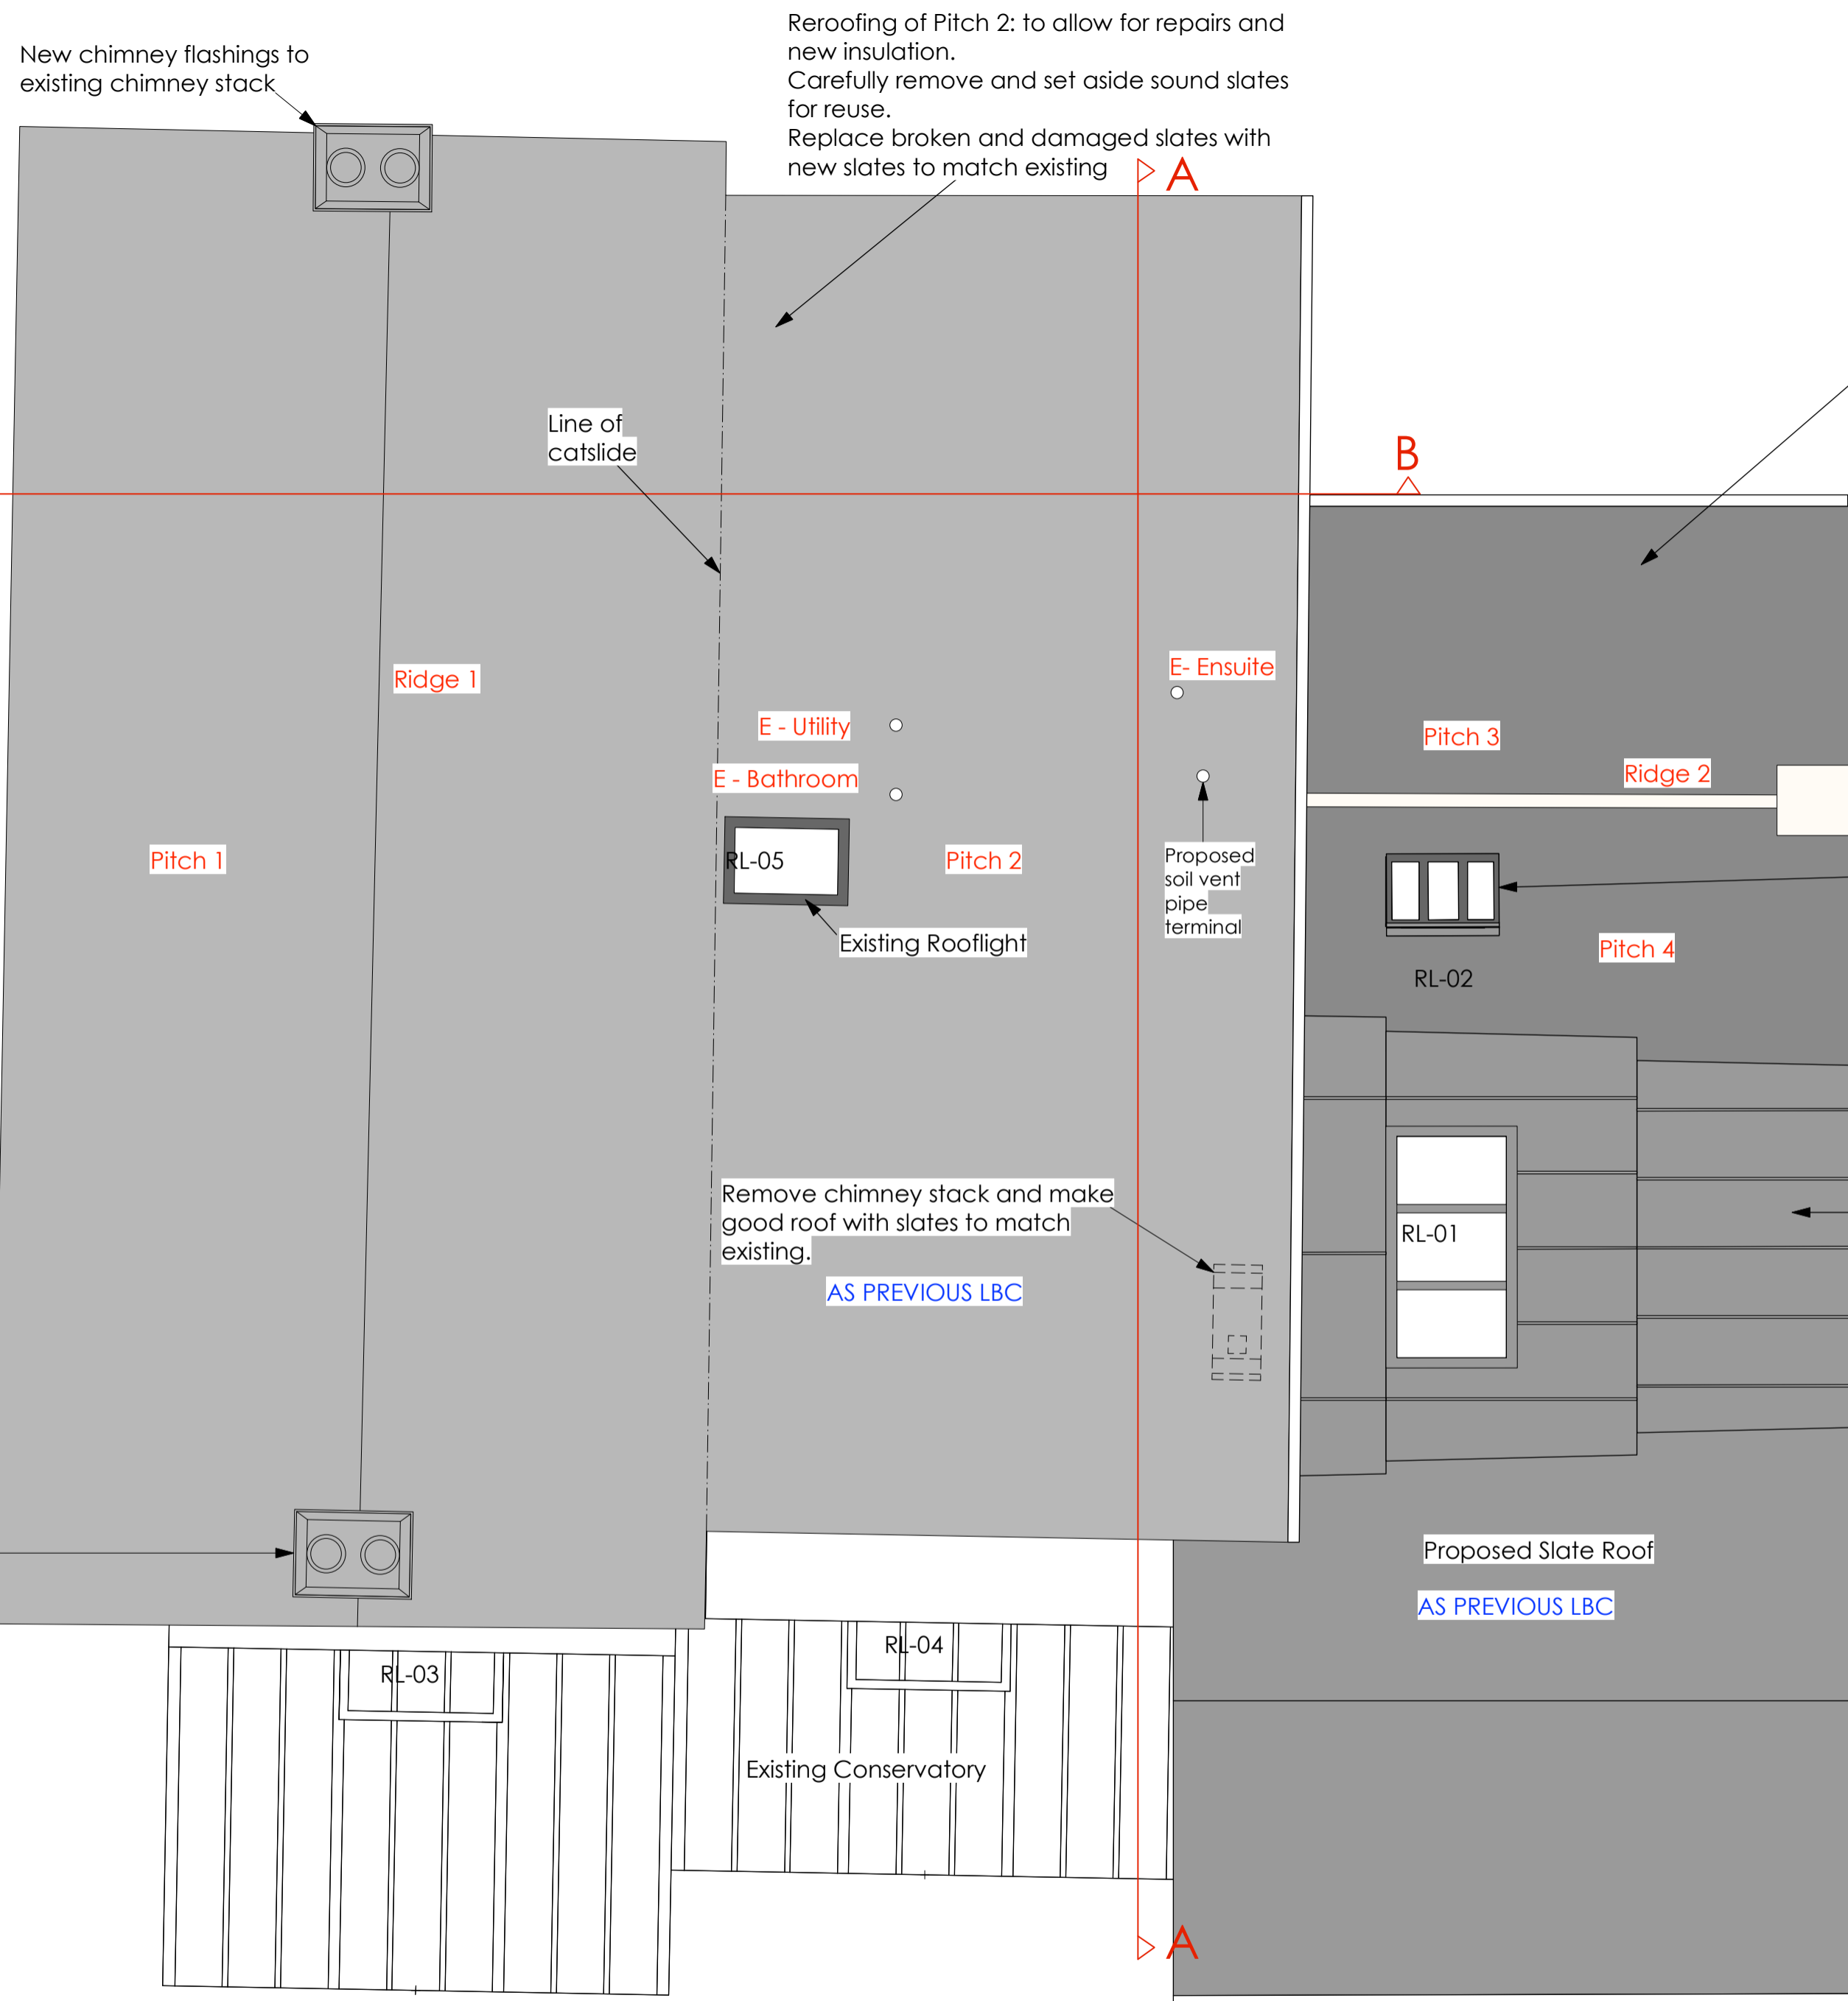 Reroofing of Pitch 2: to allow for repairs and
new insulation.
Carefully remove and set aside sound slates
for reuse.
Replace broken and damaged slates with
new slates to match existing
New chimney flashings to
existing chimney stack
A
Line of
catslide
B
E- Ensuite
Ridge 1
E - Utility
Pitch 3
E - Bathroom
Ridge 2
Pitch 1
RL-05
Pitch 2
Proposed
soil vent
pipe
terminal
Existing Rooflight
Pitch 4
RL-02
Remove chimney stack and make
good roof with slates to match
existing.
AS PREVIOUS LBC
RL-01
Proposed Slate Roof
AS PREVIOUS LBC
RL-04
RL-03
Existing Conservatory
A